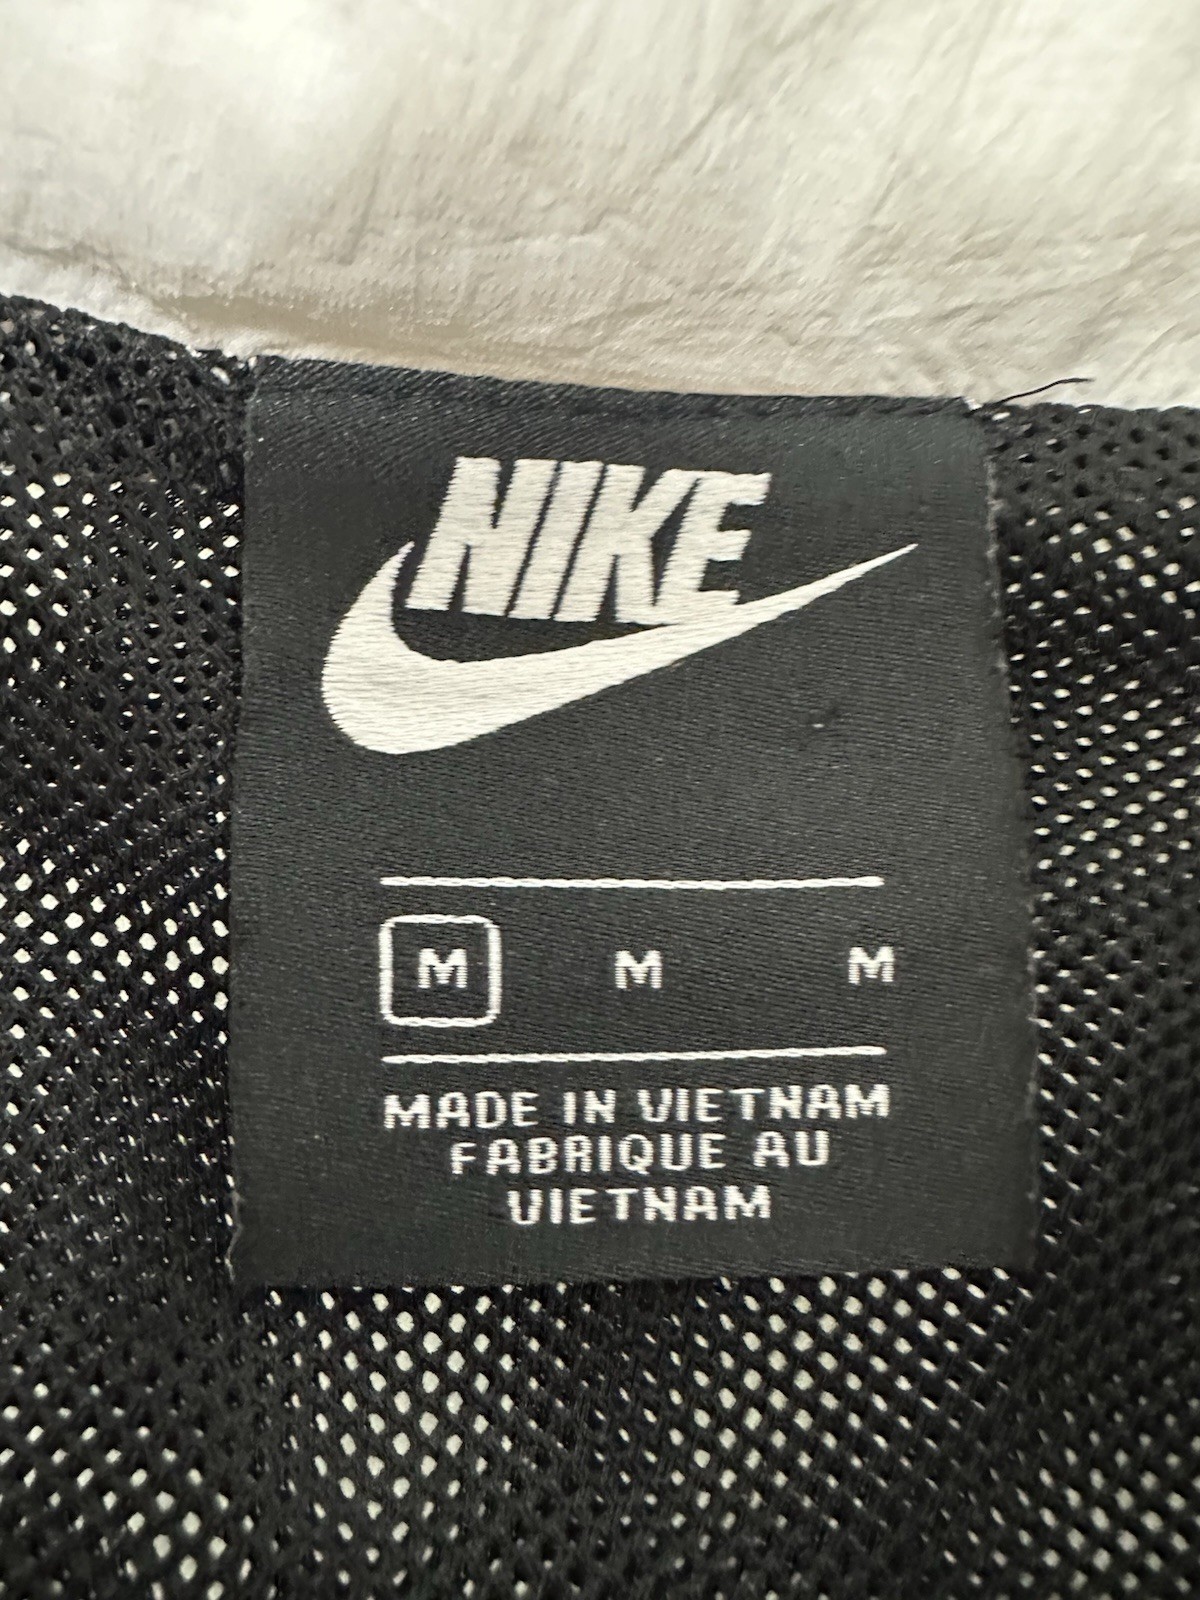 NIKE
M M M
MADE IN VIETNAM
FABRIQUE AU
VIETNAM